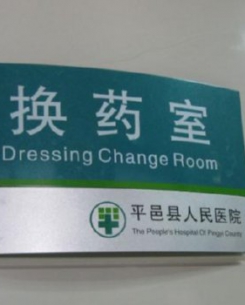 换药室
Dressing Change Room
平邑县人民医院
The People's Hospital Of Pingyi County